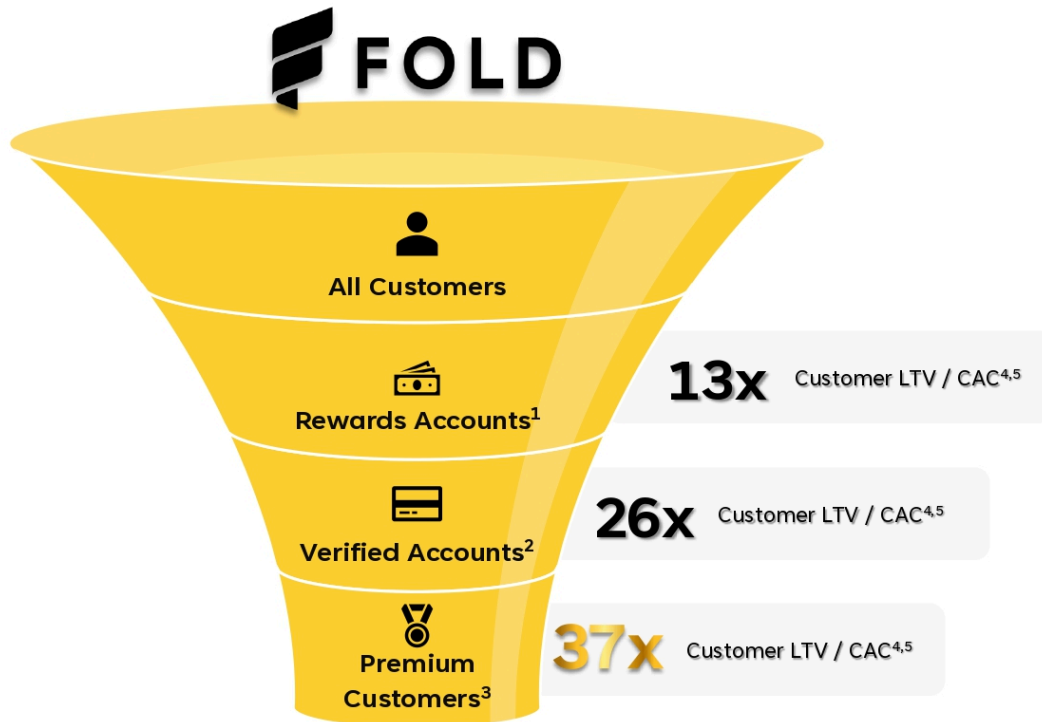 FOLD
All Customers
Rewards Accounts¹
13x Customer LTV / CAC⁴,⁵
Verified Accounts²
26x Customer LTV / CAC⁴,⁵
Premium
Customers³
37x Customer LTV / CAC⁴,⁵